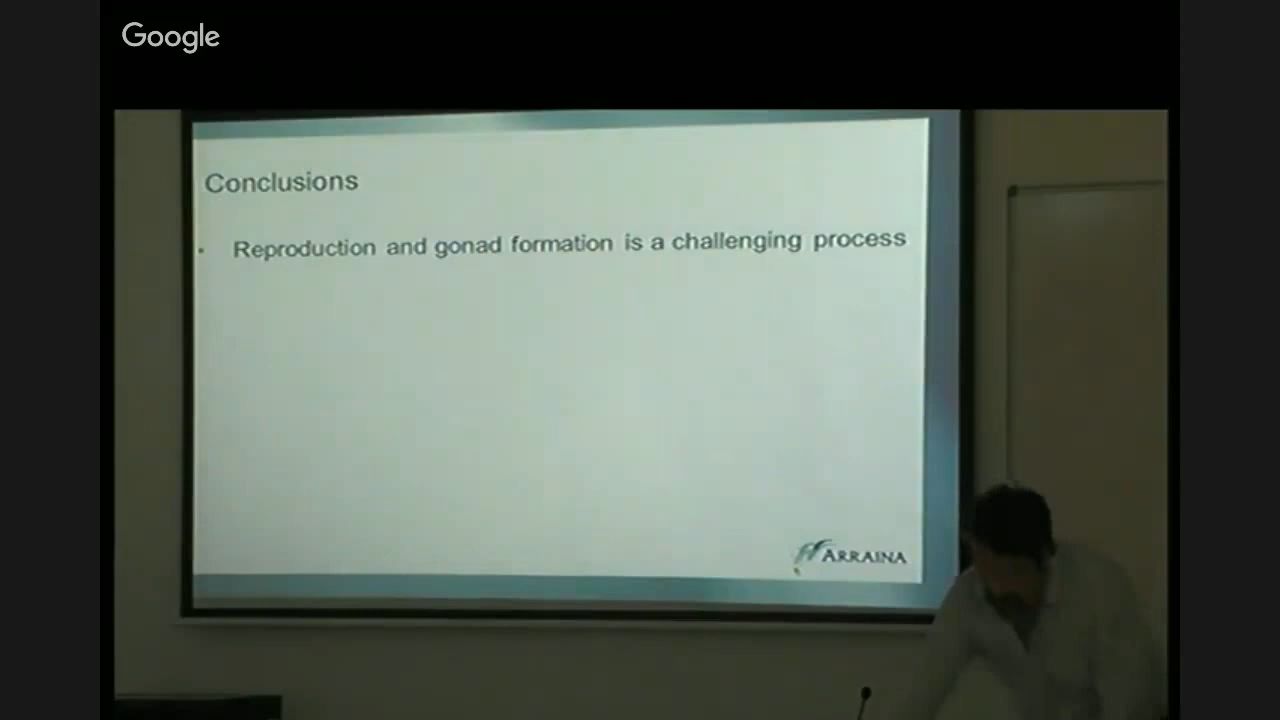 Google
Conclusions
· Reproduction and gonad formation is a challenging process
ARRAINA